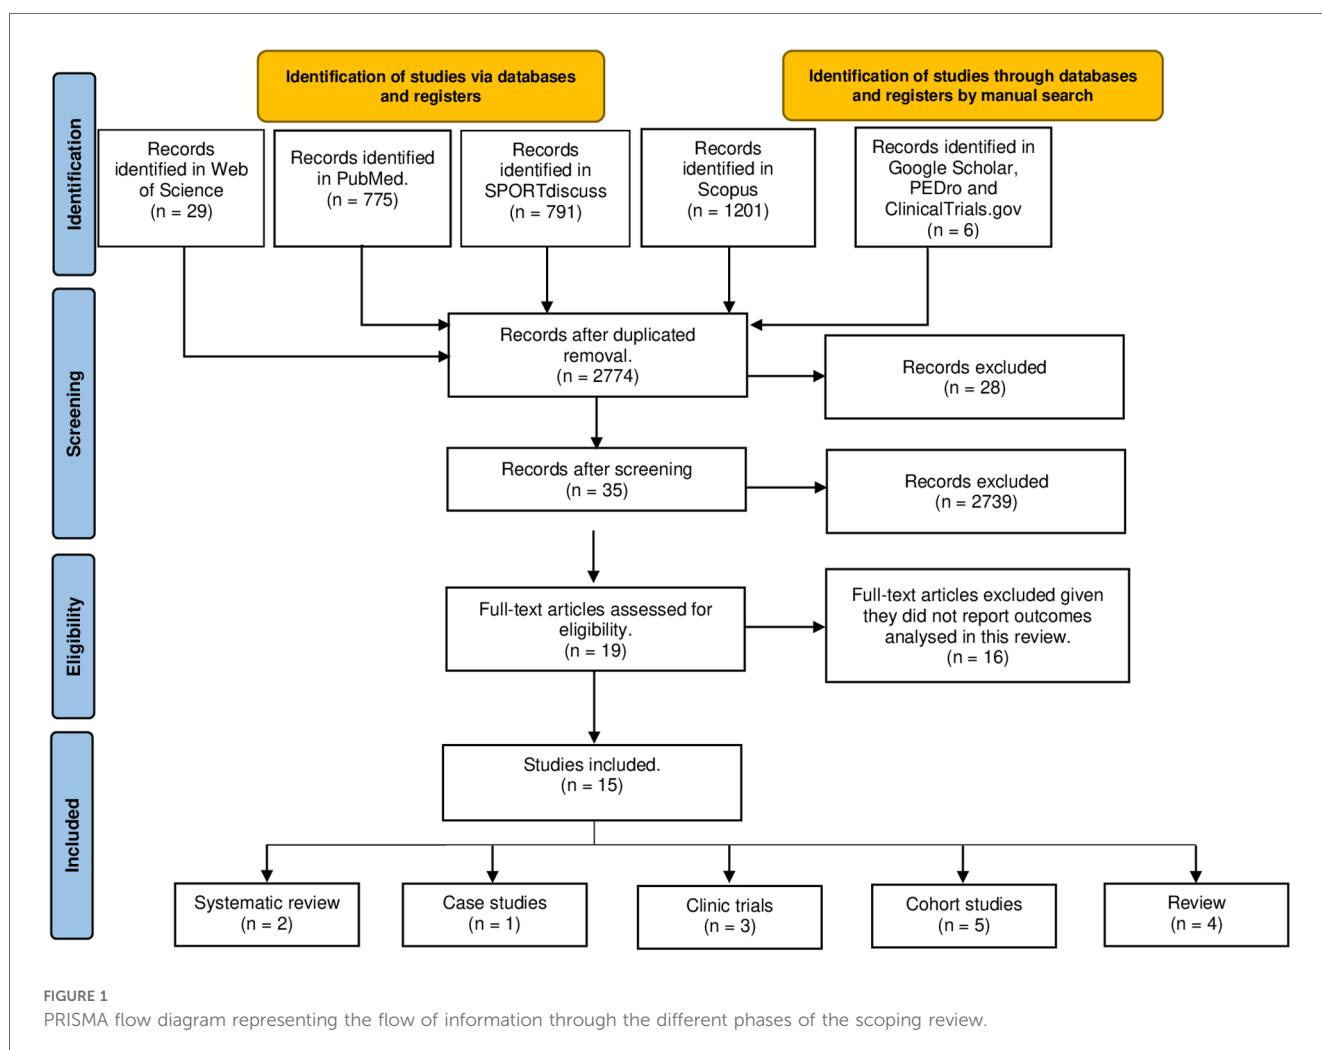 Identification of studies via databases
and registers
Identification of studies through databases
and registers by manual search
Identification
Records
identified in Web
of Science
(n = 29)
Records identified
in PubMed.
(n = 775)
Records
identified in
SPORTdiscuss
(n = 791)
Records
identified in
Scopus
(n = 1201)
Records identified in
Google Scholar,
PEDro and
ClinicalTrials.gov
(n = 6)
Screening
Records after duplicated
removal.
(n = 2774)
Records excluded
(n = 28)
Records after screening
(n = 35)
Records excluded
(n = 2739)
Eligibility
Full-text articles assessed for
eligibility.
(n = 19)
Full-text articles excluded given
they did not report outcomes
analysed in this review.
(n = 16)
Included
Studies included.
(n = 15)
Systematic review
(n = 2)
Case studies
(n = 1)
Clinic trials
(n = 3)
Cohort studies
(n = 5)
Review
(n = 4)
FIGURE 1
PRISMA flow diagram representing the flow of information through the different phases of the scoping review.